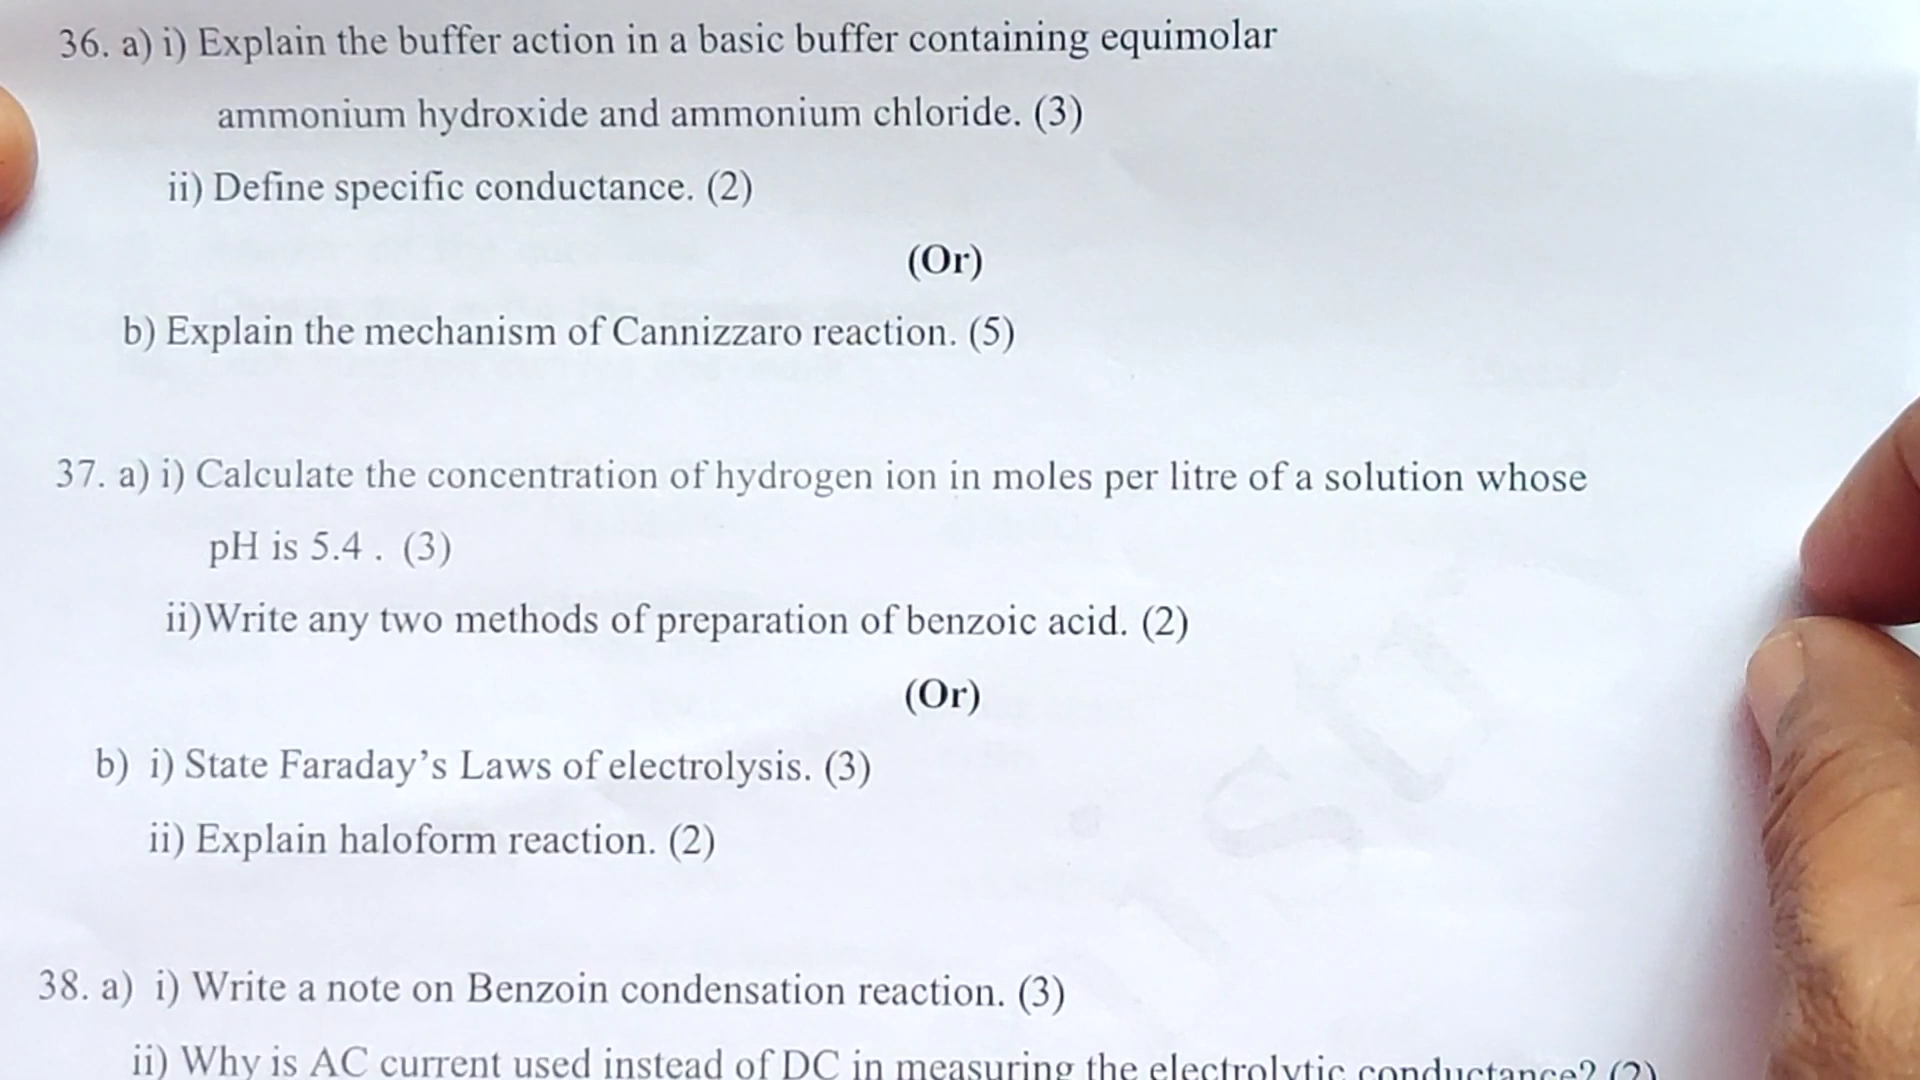 36. a) i) Explain the buffer action in a basic buffer containing equimolar
ammonium hydroxide and ammonium chloride. (3)
ii) Define specific conductance. (2)
(Or)
b) Explain the mechanism of Cannizzaro reaction. (5)
37. a) i) Calculate the concentration of hydrogen ion in moles per litre of a solution whose
pH is 5.4 . (3)
ii)Write any two methods of preparation of benzoic acid. (2)
(Or)
b) i) State Faraday’s Laws of electrolysis. (3)
ii) Explain haloform reaction. (2)
38. a) i) Write a note on Benzoin condensation reaction. (3)
ii) Why is AC current used instead of DC in measuring the electrolytic conductance? (2)